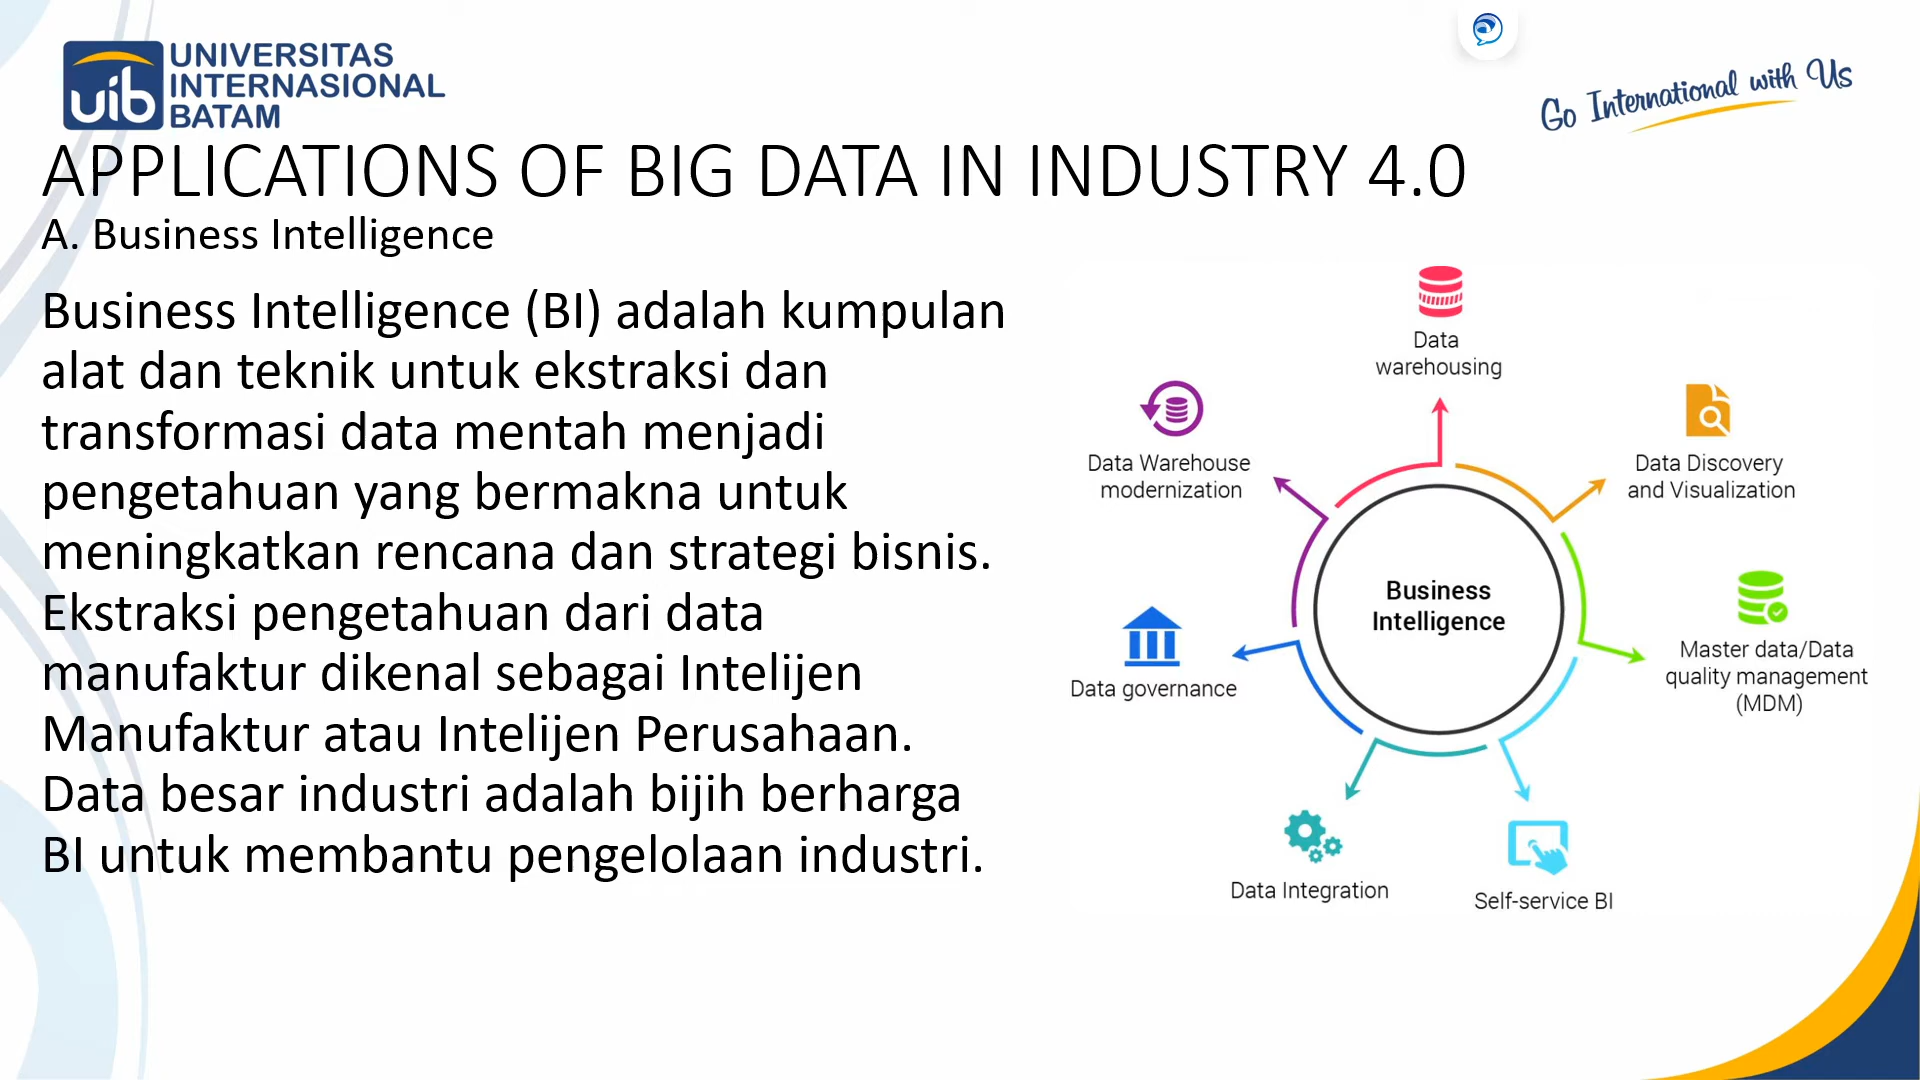 UNIVERSITAS
INTERNASIONAL
BATAM
uib
Go International with Us
APPLICATIONS OF BIG DATA IN INDUSTRY 4.0
A. Business Intelligence
Business Intelligence (BI) adalah kumpulan
alat dan teknik untuk ekstraksi dan
transformasi data mentah menjadi
pengetahuan yang bermakna untuk
meningkatkan rencana dan strategi bisnis.
Ekstraksi pengetahuan dari data
manufaktur dikenal sebagai Intelijen
Manufaktur atau Intelijen Perusahaan.
Data besar industri adalah bijih berharga
BI untuk membantu pengelolaan industri.
Data
warehousing
Data Warehouse
modernization
Data Discovery
and Visualization
Business
Intelligence
Data governance
Master data/Data
quality management
(MDM)
Data Integration
Self-service BI